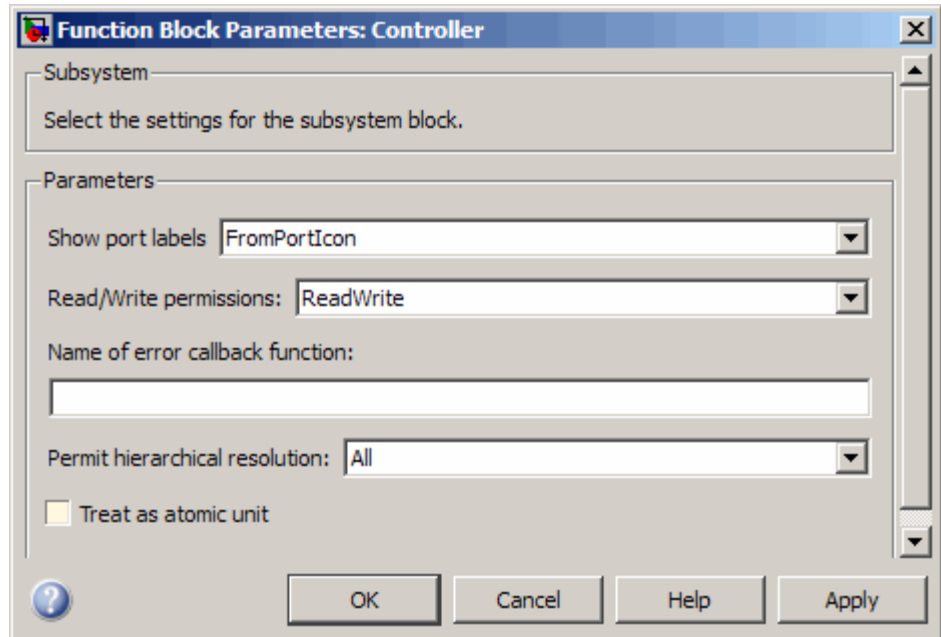 Function Block Parameters: Controller
Subsystem
Select the settings for the subsystem block.
Parameters
Show port labels FromPortIcon
Read/Write permissions: ReadWrite
Name of error callback function:
Permit hierarchical resolution: All
Treat as atomic unit
? OK Cancel Help Apply